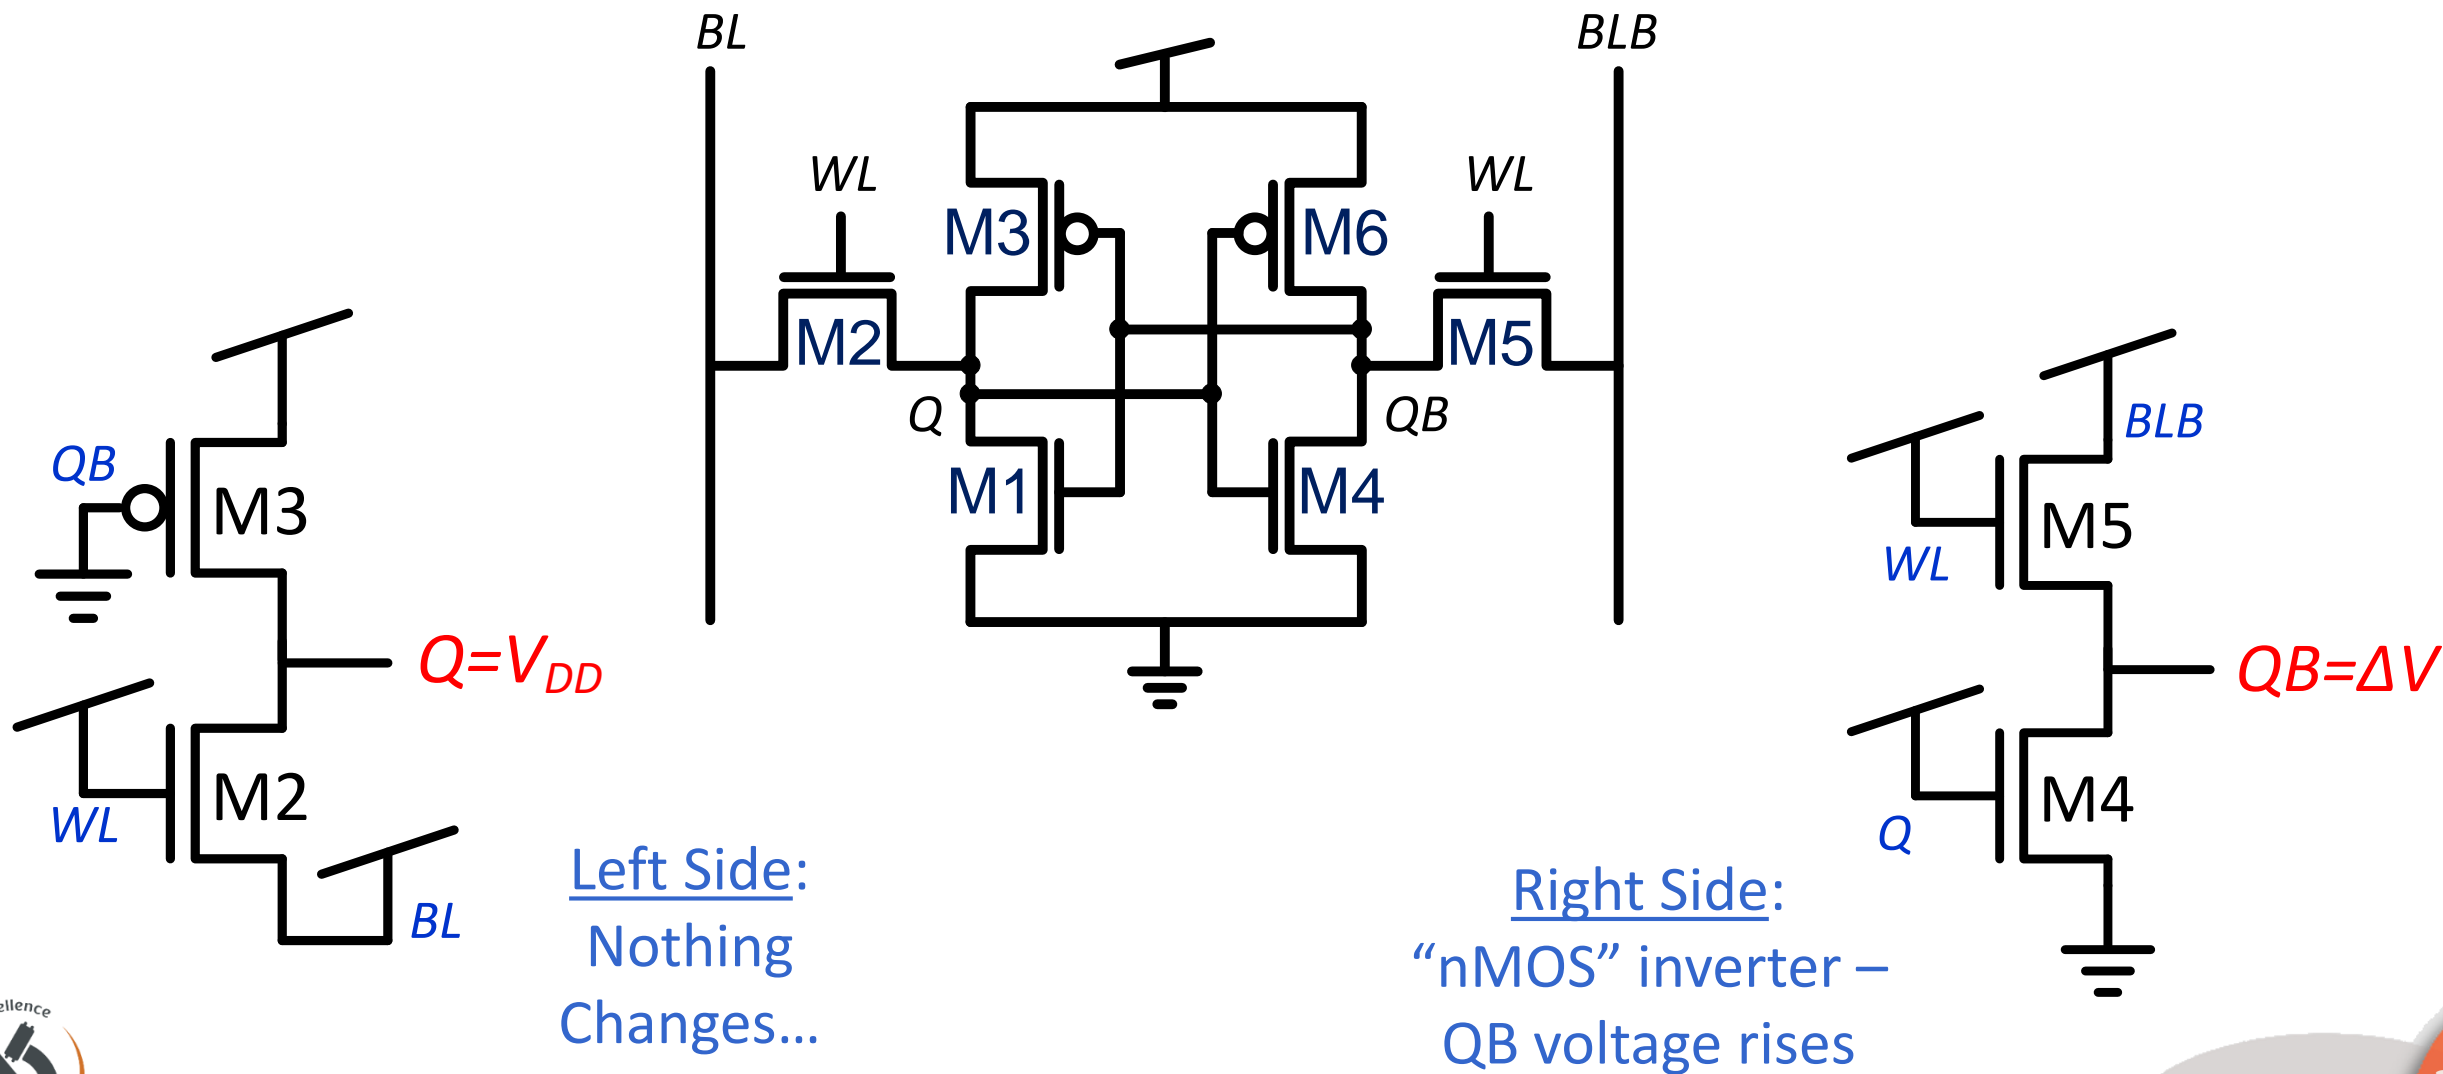 BL
BLB
WL
WL
M3
M6
M2
M5
Q
QB
M1
M4
QB
M3
Q=VDD
WL
M2
BL
BLB
WL
M5
QB=ΔV
Q
M4
Left Side:
Nothing
Changes...
Right Side:
“nMOS” inverter –
QB voltage rises